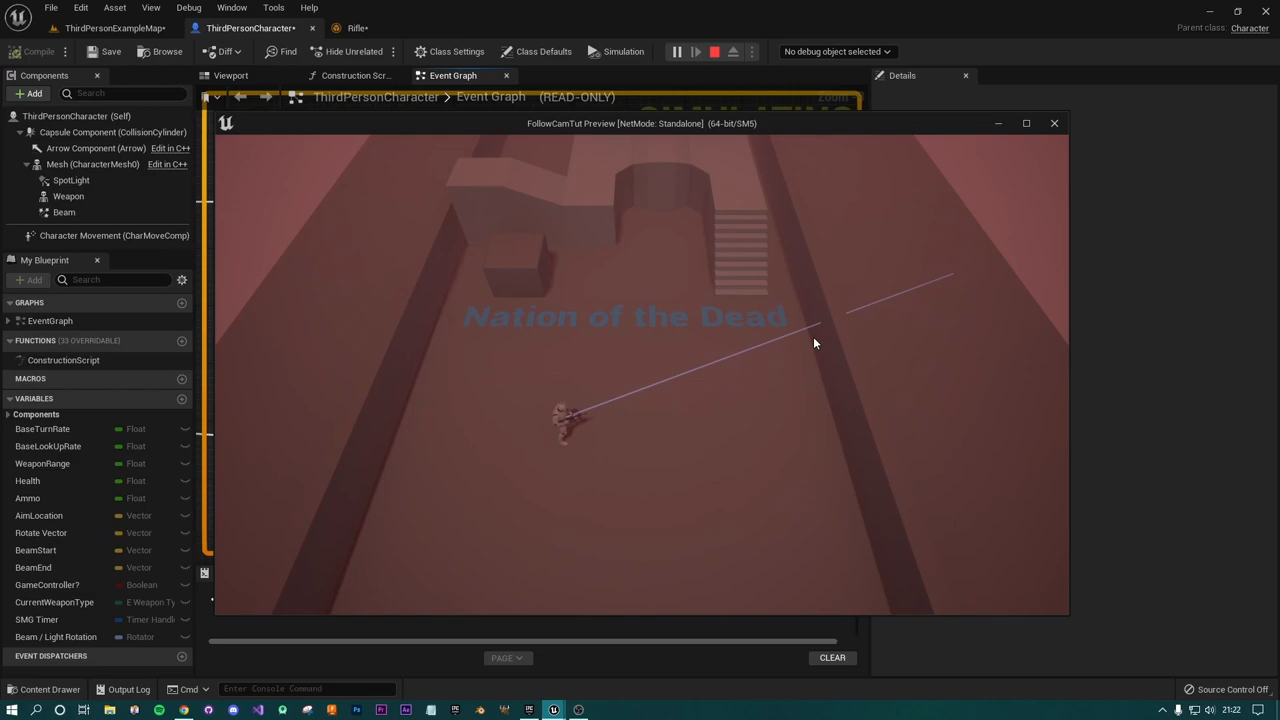 File
Edit
Asset
View
Debug
Window
Tools
Help
ThirdPersonExampleMap*
ThirdPersonCharacter*
Rifle*
Parent class: Character
Compile
Save
Browse
Diff
Find
Hide Unrelated
Class Settings
Class Defaults
Simulation
No debug object selected
Components
Viewport
Construction Scr...
Event Graph
Details
Add
Search
ThirdPersonCharacter > Event Graph (READ-ONLY)
Zoom
SIMULATING
ThirdPersonCharacter (Self)
FollowCamTut Preview [NetMode: Standalone] (64-bit/SM5)
Capsule Component (CollisionCylinder)
Arrow Component (Arrow) Edit in C++
Mesh (CharacterMesh0) Edit in C++
SpotLight
Weapon
Beam
Character Movement (CharMoveComp)
My Blueprint
Add
Search
GRAPHS
EventGraph
Nation of the Dead
FUNCTIONS (33 OVERRIDABLE)
ConstructionScript
MACROS
VARIABLES
Components
BaseTurnRate Float
BaseLookUpRate Float
WeaponRange Float
Health Float
Ammo Float
AimLocation Vector
Rotate Vector Vector
BeamStart Vector
BeamEnd Vector
GameController? Boolean
CurrentWeaponType E Weapon Ty
SMG Timer Timer Handl
Beam / Light Rotation Rotator
EVENT DISPATCHERS
PAGE
CLEAR
Content Drawer
Output Log
Cmd
Enter Console Command
Source Control Off
21:22